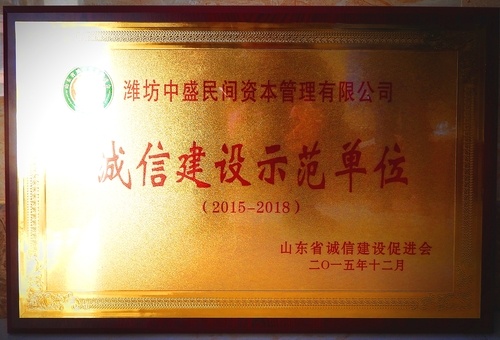 潍坊中盛民间资本管理有限公司
诚信建设示范单位
(2015-2018)
山东省诚信建设促进会
二〇一五年十二月